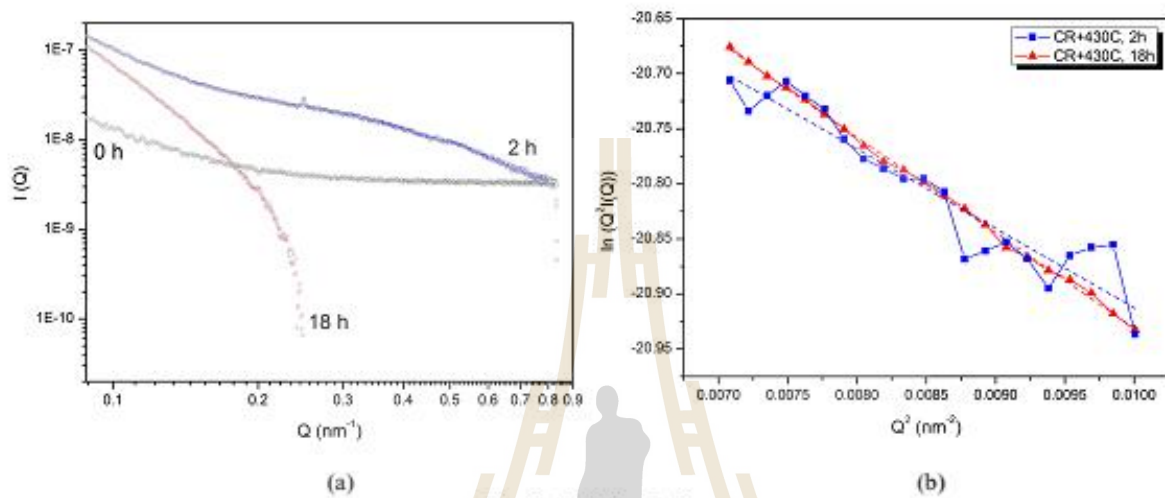 1E-7
1E-8
1E-9
1E-10
I (Q)
0 h
2 h
18 h
0.1 0.2 0.3 0.4 0.5 0.6 0.7 0.8 0.9
Q (nm⁻¹)
(a)
-20.65
-20.70
-20.75
-20.80
-20.85
-20.90
-20.95
ln (Q²I(Q))
CR+430C, 2h
CR+430C, 18h
0.0070 0.0075 0.0080 0.0085 0.0090 0.0095 0.0100
Q² (nm⁻²)
(b)